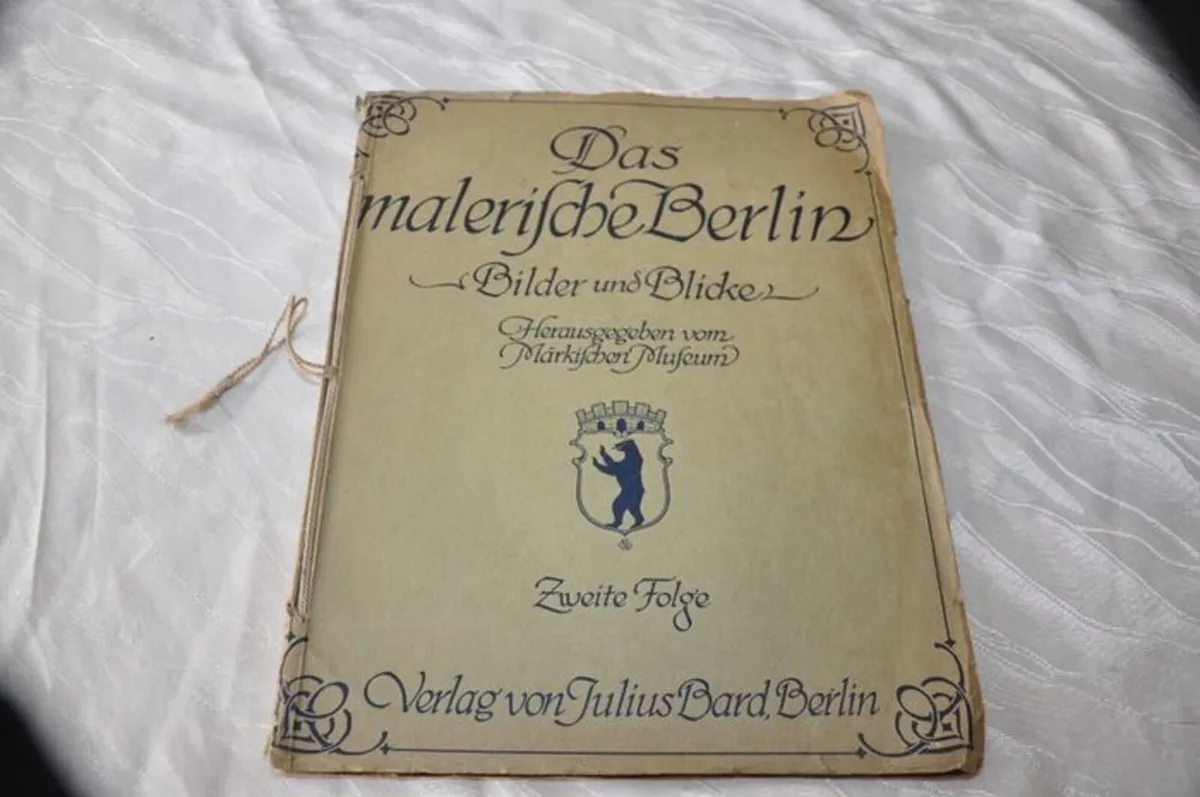 Das
maleriſche Berlin
Bilder und Blicke
Herausgegeben vom
Märkiſchen Muſeum
Zweite Folge
Verlag von Julius Bard, Berlin